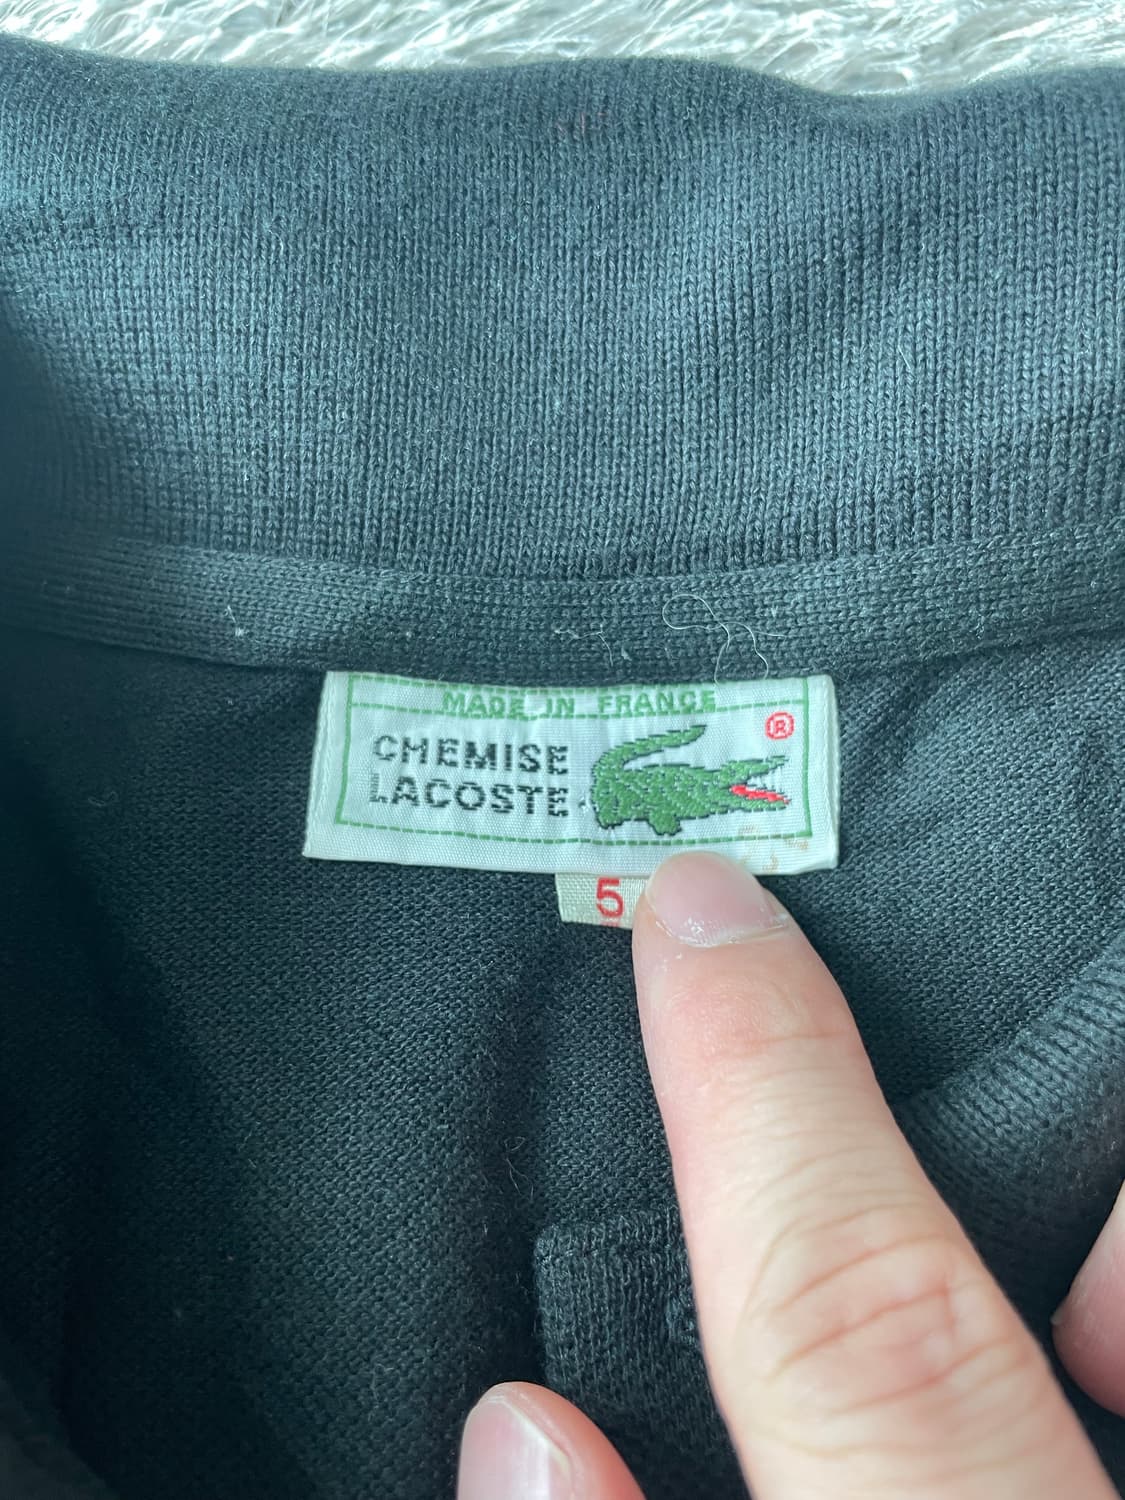 MADE IN FRANCE
CHEMISE
LACOSTE
®
5